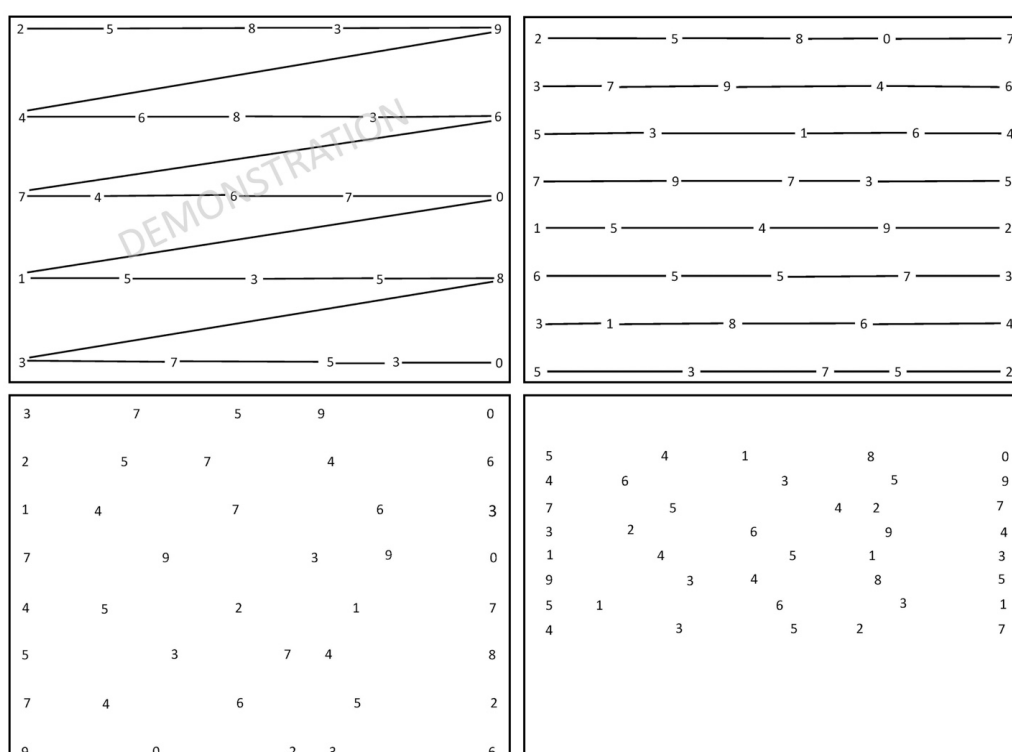 2 5 8 3 9
4 6 8 3 6
7 4 6 7 0
1 5 3 5 8
3 7 5 3 0
DEMONSTRATION
2 5 8 0 7
3 7 9 4 6
5 3 1 6 4
7 9 7 3 5
1 5 4 9 2
6 5 5 7 3
3 1 8 6 4
5 3 7 5 2
3 7 5 9 0
2 5 7 4 6
1 4 7 6 3
7 9 3 9 0
4 5 2 1 7
5 3 7 4 8
7 4 6 5 2
9 0 2 3 6
5 4 1 8 0
4 6 3 5 9
7 5 4 2 7
3 2 6 9 4
1 4 5 1 3
9 3 4 8 5
5 1 6 3 1
4 3 5 2 7